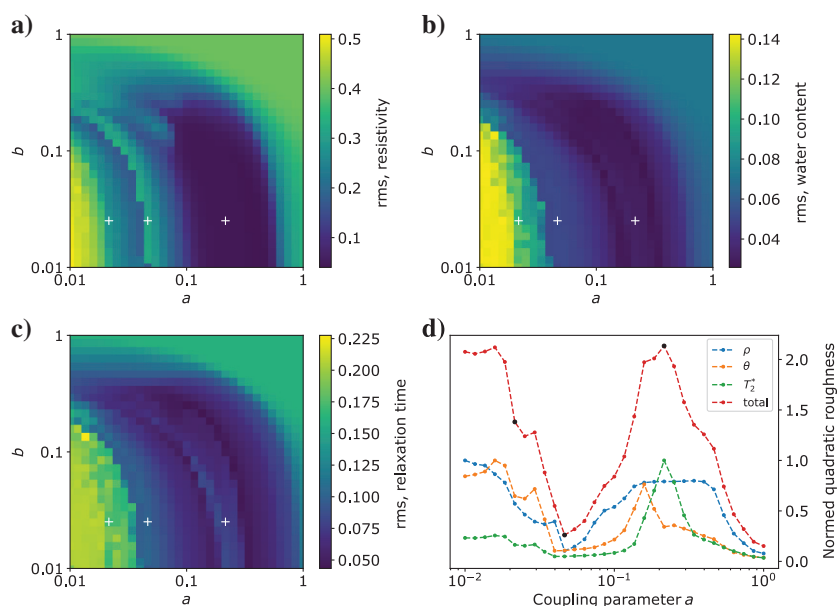 a)
1
0.1
0.01
b
0.01
0.1
1
a
0.5
0.4
0.3
0.2
0.1
rms, resistivity
b)
1
0.1
0.01
b
0.01
0.1
1
a
0.14
0.12
0.10
0.08
0.06
0.04
rms, water content
c)
1
0.1
0.01
b
0.01
0.1
1
a
0.225
0.200
0.175
0.150
0.125
0.100
0.075
0.050
rms, relaxation time
d)
ρ
θ
T₂*
total
2.0
1.5
1.0
0.5
0.0
Normed quadratic roughness
10⁻²
10⁻¹
10⁰
Coupling parameter a